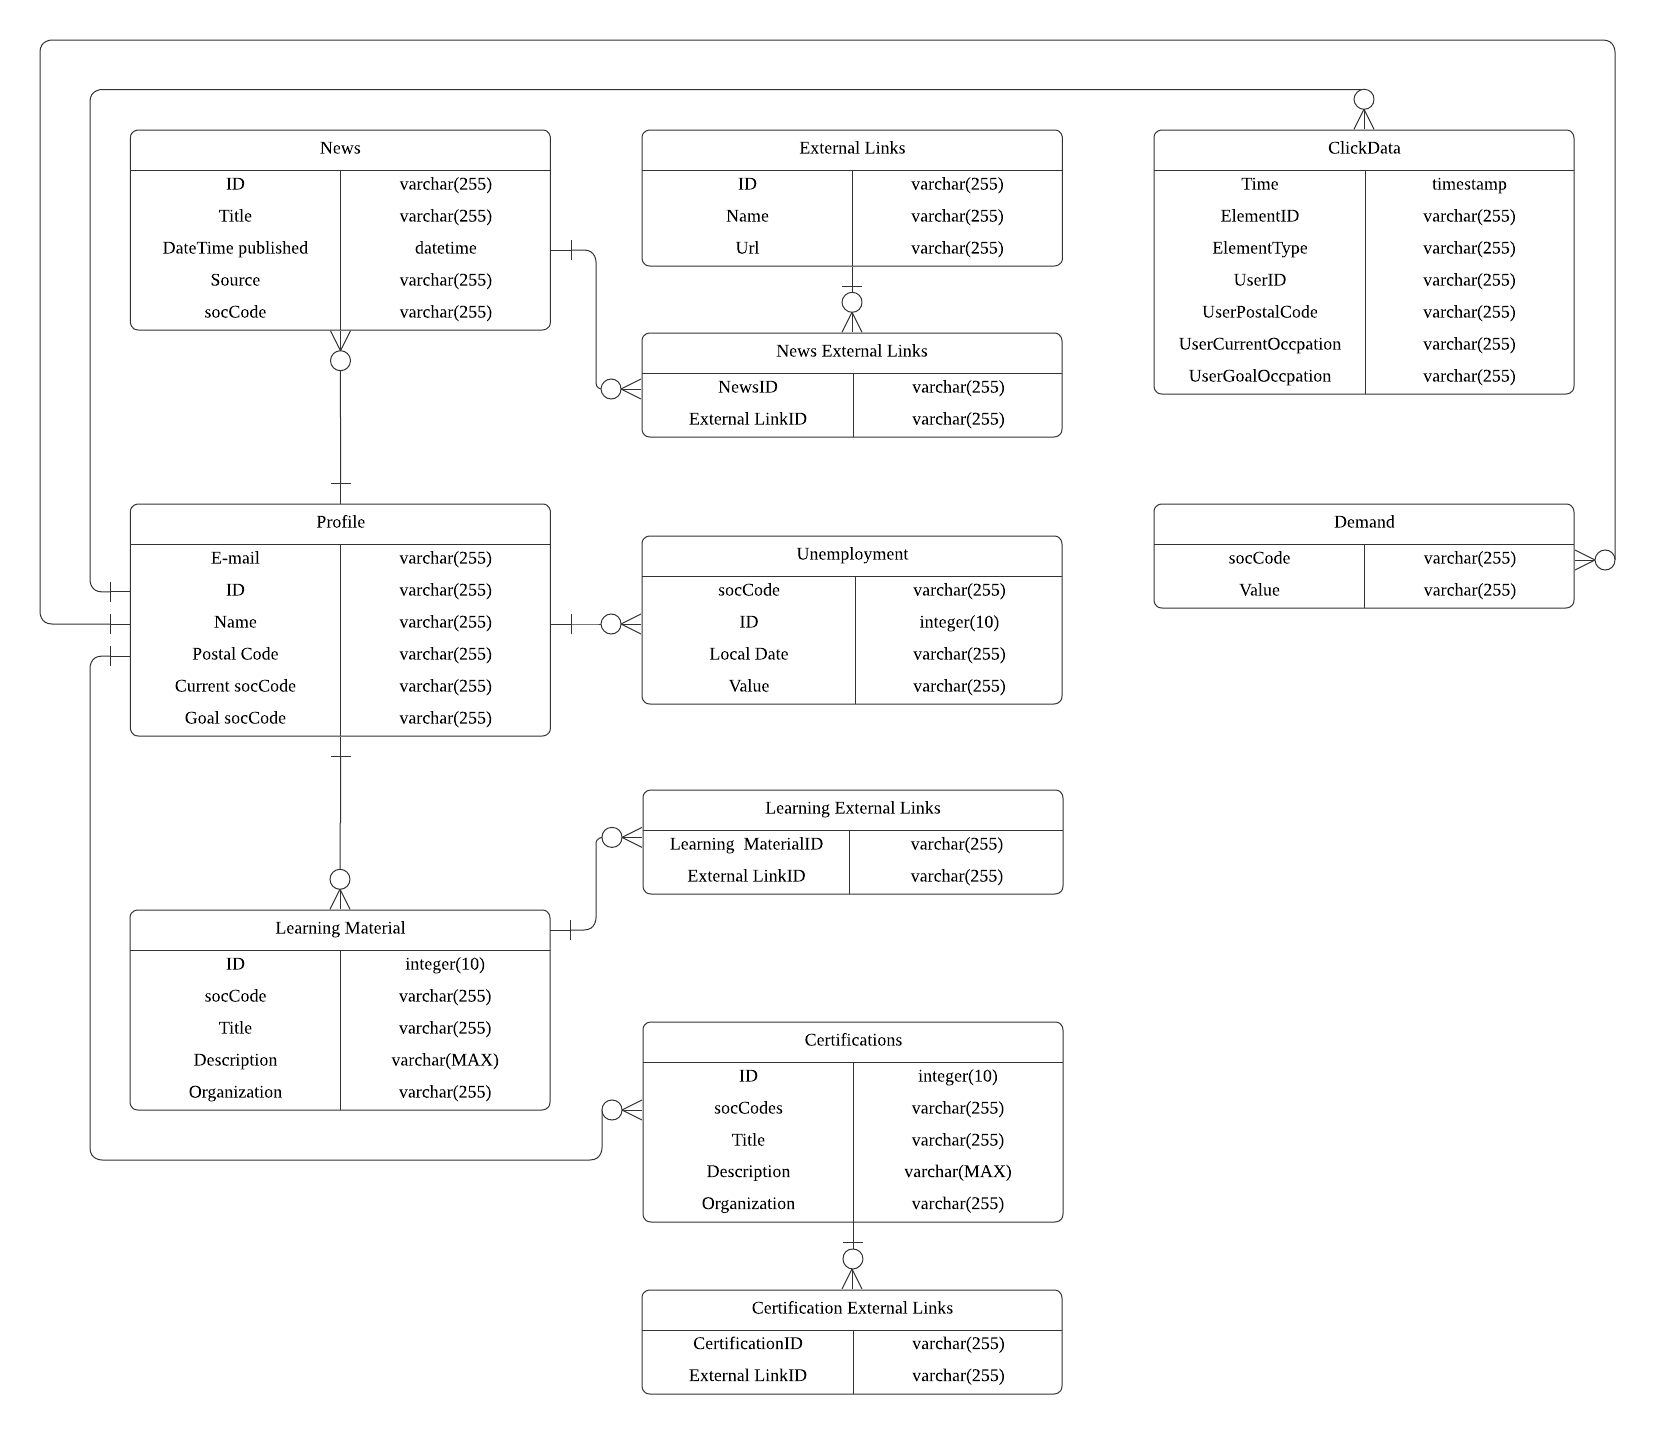 News
ID varchar(255)
Title varchar(255)
DateTime published datetime
Source varchar(255)
socCode varchar(255)
External Links
ID varchar(255)
Name varchar(255)
Url varchar(255)
ClickData
Time timestamp
ElementID varchar(255)
ElementType varchar(255)
UserID varchar(255)
UserPostalCode varchar(255)
UserCurrentOccpation varchar(255)
UserGoalOccpation varchar(255)
News External Links
NewsID varchar(255)
External LinkID varchar(255)
Profile
E-mail varchar(255)
ID varchar(255)
Name varchar(255)
Postal Code varchar(255)
Current socCode varchar(255)
Goal socCode varchar(255)
Unemployment
socCode varchar(255)
ID integer(10)
Local Date varchar(255)
Value varchar(255)
Demand
socCode varchar(255)
Value varchar(255)
Learning External Links
Learning  MaterialID varchar(255)
External LinkID varchar(255)
Learning Material
ID integer(10)
socCode varchar(255)
Title varchar(255)
Description varchar(MAX)
Organization varchar(255)
Certifications
ID integer(10)
socCodes varchar(255)
Title varchar(255)
Description varchar(MAX)
Organization varchar(255)
Certification External Links
CertificationID varchar(255)
External LinkID varchar(255)